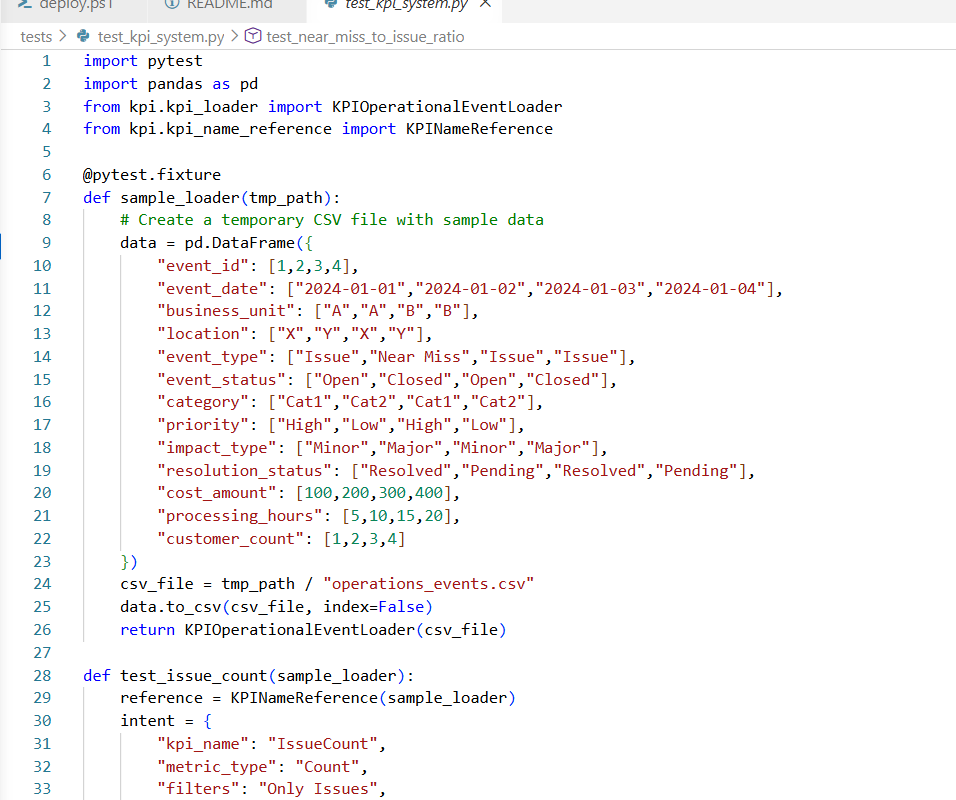 deploy.ps1 README.md test_kpi_system.py
tests > test_kpi_system.py > test_near_miss_to_issue_ratio
1 import pytest
2 import pandas as pd
3 from kpi.kpi_loader import KPIOperationalEventLoader
4 from kpi.kpi_name_reference import KPINameReference
5
6 @pytest.fixture
7 def sample_loader(tmp_path):
8     # Create a temporary CSV file with sample data
9     data = pd.DataFrame({
10         "event_id": [1,2,3,4],
11         "event_date": ["2024-01-01","2024-01-02","2024-01-03","2024-01-04"],
12         "business_unit": ["A","A","B","B"],
13         "location": ["X","Y","X","Y"],
14         "event_type": ["Issue","Near Miss","Issue","Issue"],
15         "event_status": ["Open","Closed","Open","Closed"],
16         "category": ["Cat1","Cat2","Cat1","Cat2"],
17         "priority": ["High","Low","High","Low"],
18         "impact_type": ["Minor","Major","Minor","Major"],
19         "resolution_status": ["Resolved","Pending","Resolved","Pending"],
20         "cost_amount": [100,200,300,400],
21         "processing_hours": [5,10,15,20],
22         "customer_count": [1,2,3,4]
23     })
24     csv_file = tmp_path / "operations_events.csv"
25     data.to_csv(csv_file, index=False)
26     return KPIOperationalEventLoader(csv_file)
27
28 def test_issue_count(sample_loader):
29     reference = KPINameReference(sample_loader)
30     intent = {
31         "kpi_name": "IssueCount",
32         "metric_type": "Count",
33         "filters": "Only Issues",